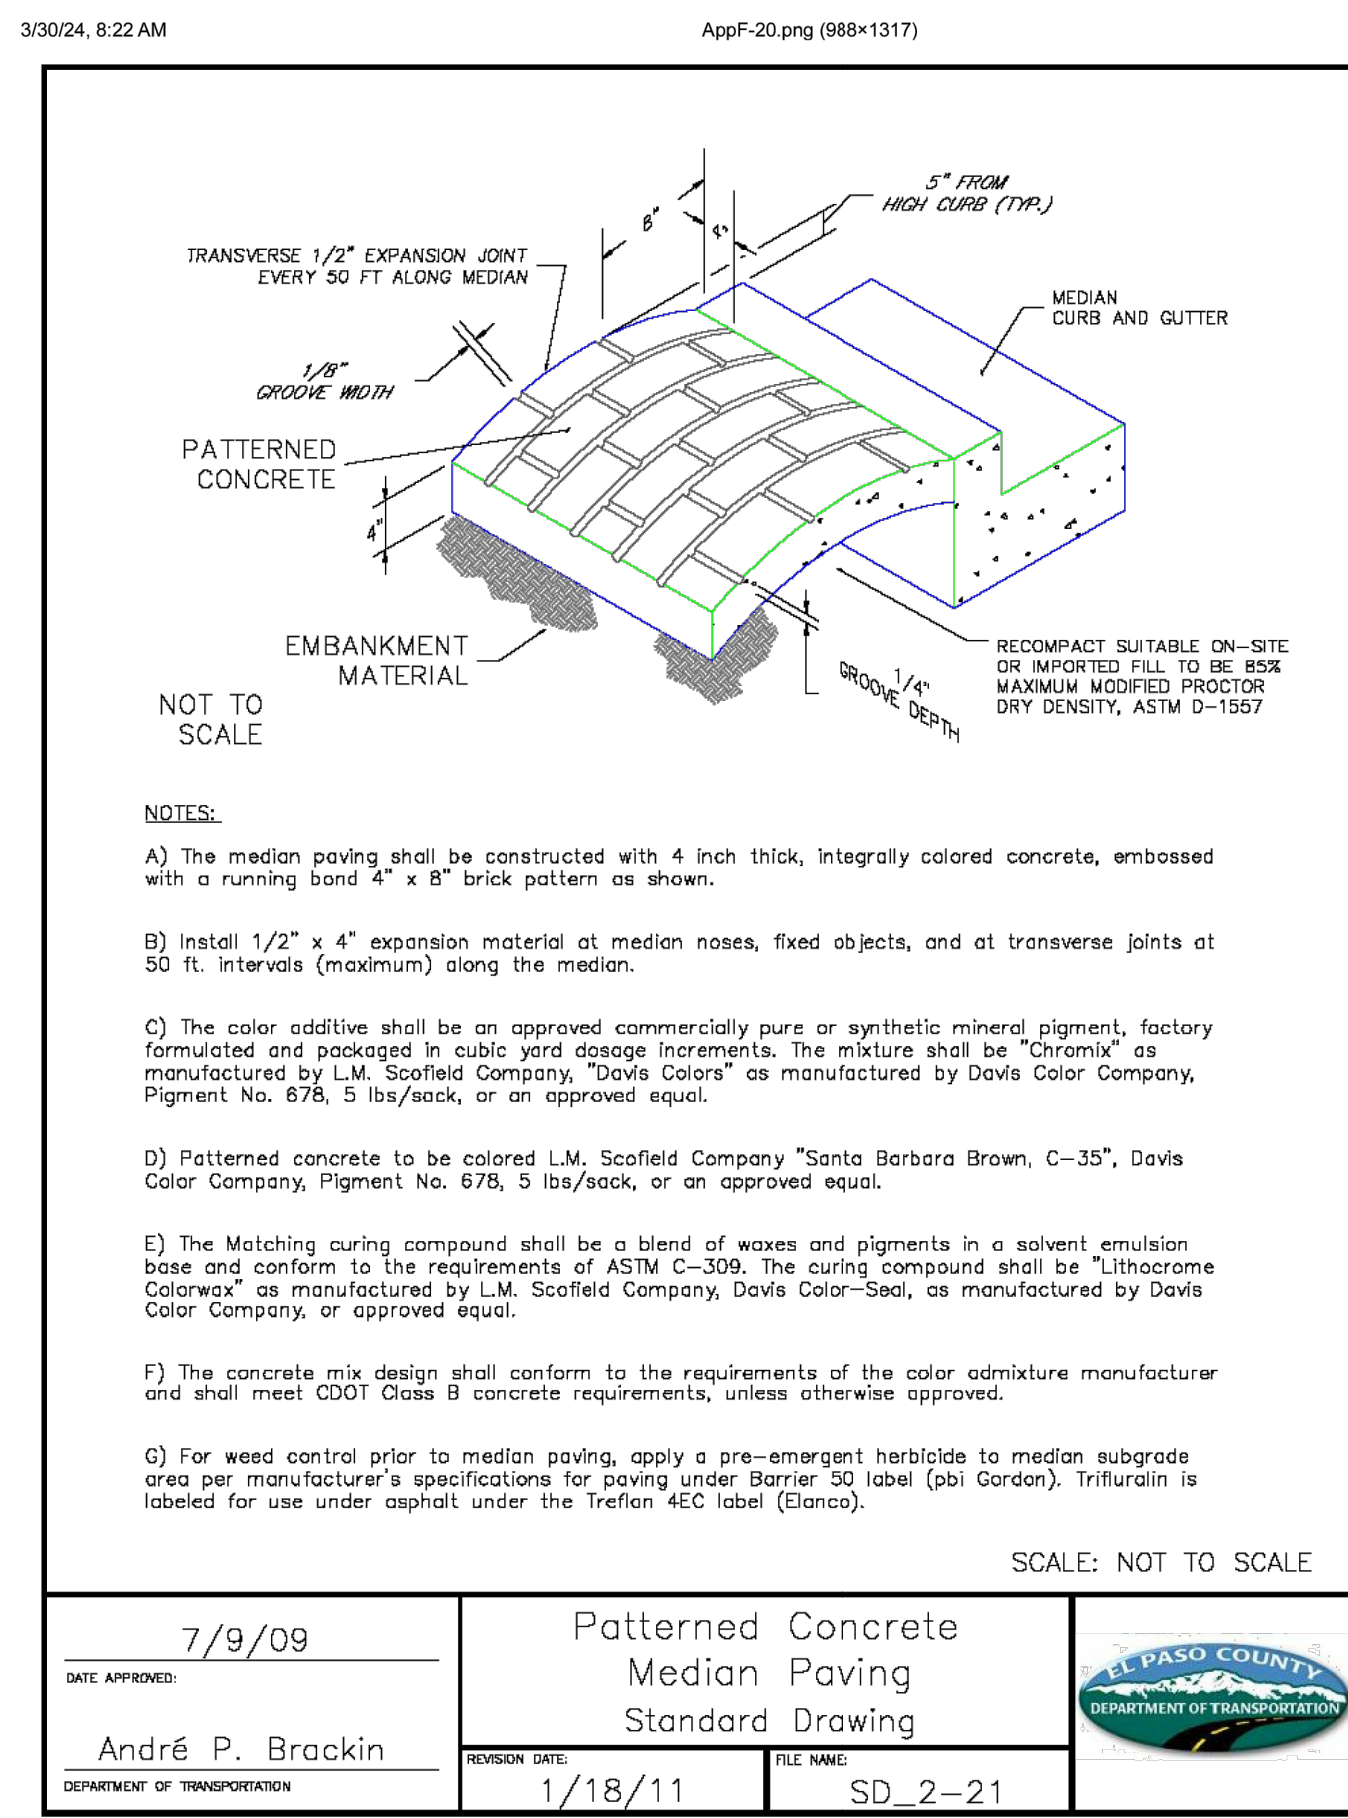 3/30/24, 8:22 AM
AppF-20.png (988×1317)
5" FROM
HIGH CURB (TYP.)
8"
4"
TRANSVERSE 1/2" EXPANSION JOINT
EVERY 50 FT ALONG MEDIAN
MEDIAN
CURB AND GUTTER
1/8"
GROOVE WIDTH
PATTERNED
CONCRETE
4"
EMBANKMENT
MATERIAL
NOT TO
SCALE
1/4"
GROOVE DEPTH
RECOMPACT SUITABLE ON-SITE
OR IMPORTED FILL TO BE 85%
MAXIMUM MODIFIED PROCTOR
DRY DENSITY, ASTM D-1557
NOTES:
A) The median paving shall be constructed with 4 inch thick, integrally colored concrete, embossed
with a running bond 4" x 8" brick pattern as shown.
B) Install 1/2" x 4" expansion material at median noses, fixed objects, and at transverse joints at
50 ft. intervals (maximum) along the median.
C) The color additive shall be an approved commercially pure or synthetic mineral pigment, factory
formulated and packaged in cubic yard dosage increments. The mixture shall be "Chromix" as
manufactured by L.M. Scofield Company, "Davis Colors" as manufactured by Davis Color Company,
Pigment No. 678, 5 lbs/sack, or an approved equal.
D) Patterned concrete to be colored L.M. Scofield Company "Santa Barbara Brown, C-35", Davis
Color Company, Pigment No. 678, 5 lbs/sack, or an approved equal.
E) The Matching curing compound shall be a blend of waxes and pigments in a solvent emulsion
base and conform to the requirements of ASTM C-309. The curing compound shall be "Lithocrome
Colorwax" as manufactured by L.M. Scofield Company, Davis Color-Seal, as manufactured by Davis
Color Company, or approved equal.
F) The concrete mix design shall conform to the requirements of the color admixture manufacturer
and shall meet CDOT Class B concrete requirements, unless otherwise approved.
G) For weed control prior to median paving, apply a pre-emergent herbicide to median subgrade
area per manufacturer's specifications for paving under Barrier 50 label (pbi Gordon). Trifluralin is
labeled for use under asphalt under the Treflan 4EC label (Elanco).
SCALE: NOT TO SCALE
7/9/09
DATE APPROVED:
André P. Brackin
DEPARTMENT OF TRANSPORTATION
Patterned Concrete
Median Paving
Standard Drawing
REVISION DATE:
1/18/11
FILE NAME:
SD_2-21
EL PASO COUNTY
DEPARTMENT OF TRANSPORTATION